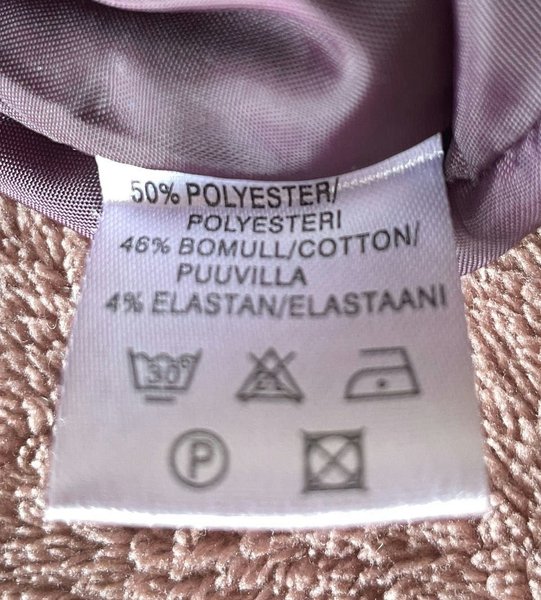 50% POLYESTER/
POLYESTERI
46% BOMULL/COTTON/
PUUVILLA
4% ELASTAN/ELASTAANI
30°
P